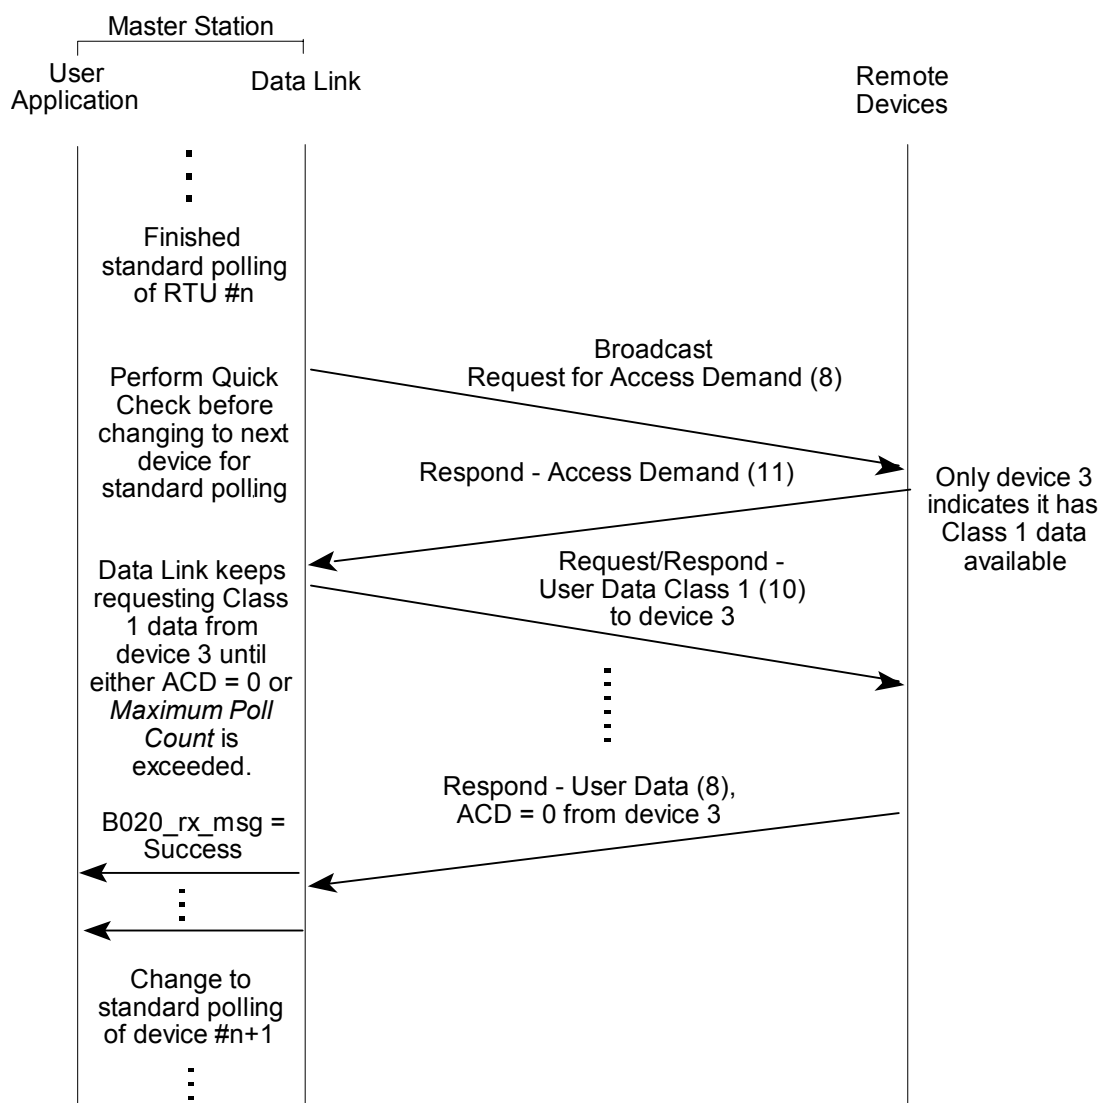 Master Station
User
Application
Data Link
Remote
Devices
Finished
standard polling
of RTU #n
Broadcast
Request for Access Demand (8)
Perform Quick
Check before
changing to next
device for
standard polling
Respond - Access Demand (11)
Only device 3
indicates it has
Class 1 data
available
Request/Respond -
User Data Class 1 (10)
to device 3
Data Link keeps
requesting Class
1 data from
device 3 until
either ACD = 0 or
Maximum Poll
Count is
exceeded.
Respond - User Data (8),
ACD = 0 from device 3
B020_rx_msg =
Success
Change to
standard polling
of device #n+1